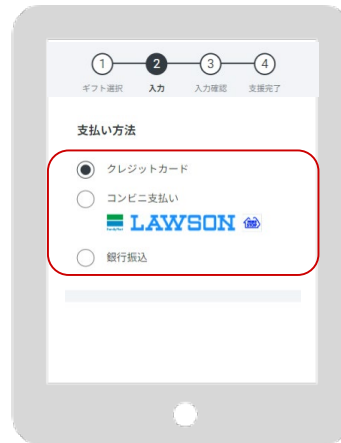 1 2 3 4
ギフト選択 入力 入力確認 支援完了
支払い方法
クレジットカード
コンビニ支払い
FamilyMart LAWSON
銀行振込